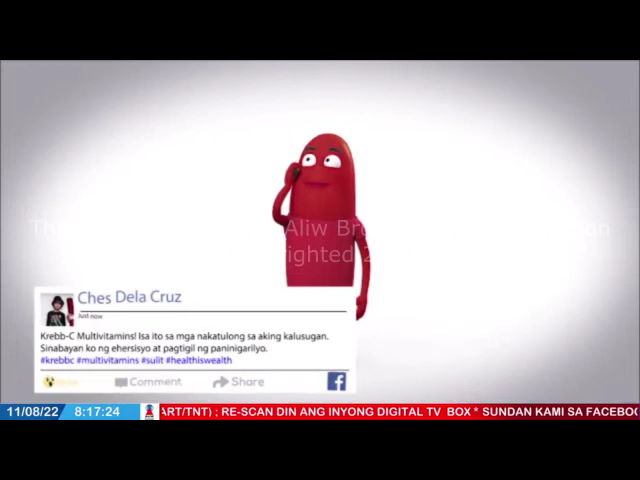 Aliw
Ches Dela Cruz
Just now
Krebb-C Multivitamins! Isa ito sa mga nakatulong sa aking kalusugan.
Sinabayan ko ng ehersisyo at pagtigil ng paninigarilyo.
#krebbc #multivitamins #sulit #healthiswealth
Comment
Share
11/08/22
8:17:24
ART/TNT) ; RE-SCAN DIN ANG INYONG DIGITAL TV BOX * SUNDAN KAMI SA FACEBO